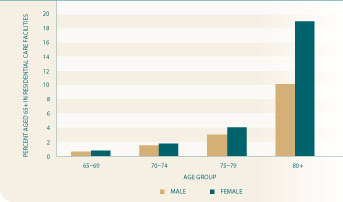 PERCENT AGED 65+ IN RESIDENTIAL CARE FACILITIES
20
18
16
14
12
10
8
6
4
2
0
65–69 70–74 75–79 80+
AGE GROUP
MALE FEMALE